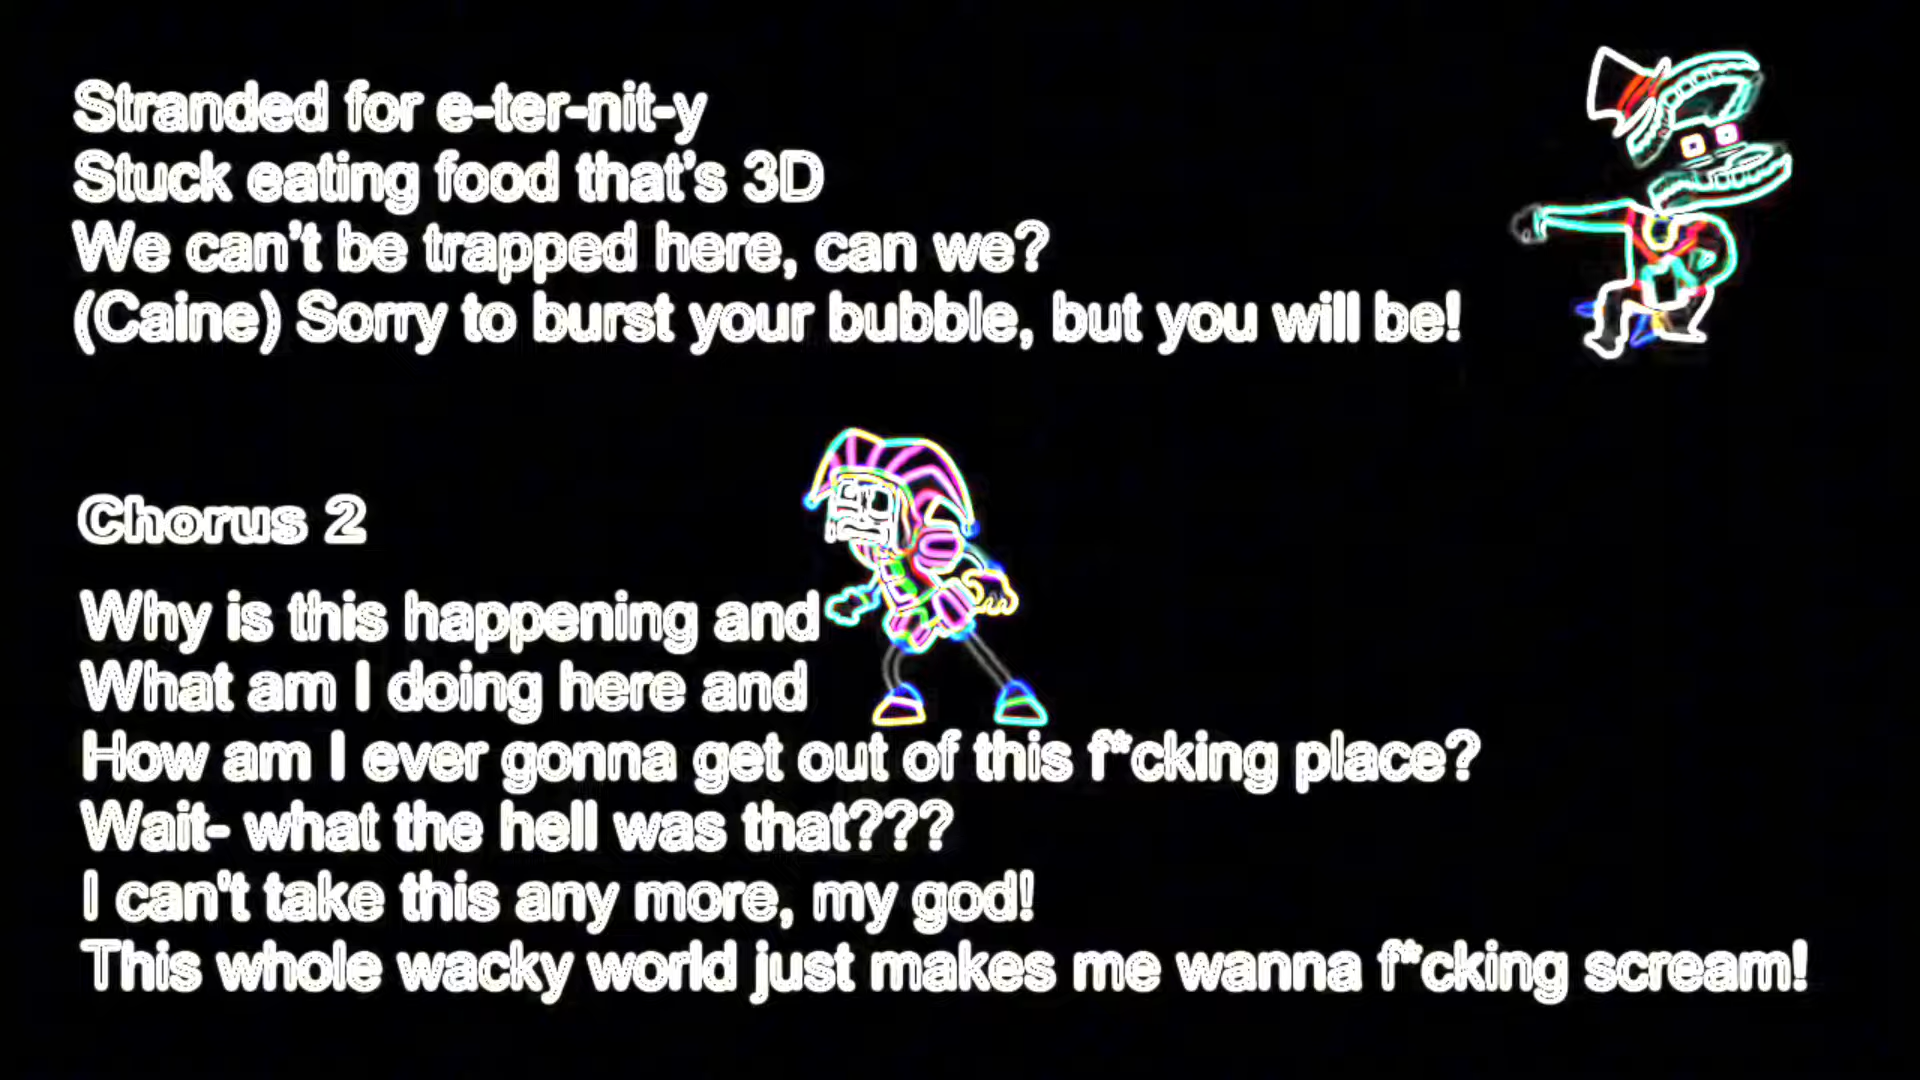 Stranded for e-ter-nit-y
Stuck eating food that's 3D
We can't be trapped here, can we?
(Caine) Sorry to burst your bubble, but you will be!
Chorus 2
Why is this happening and
What am I doing here and
How am I ever gonna get out of this f*cking place?
Wait- what the hell was that???
I can't take this any more, my god!
This whole wacky world just makes me wanna f*cking scream!